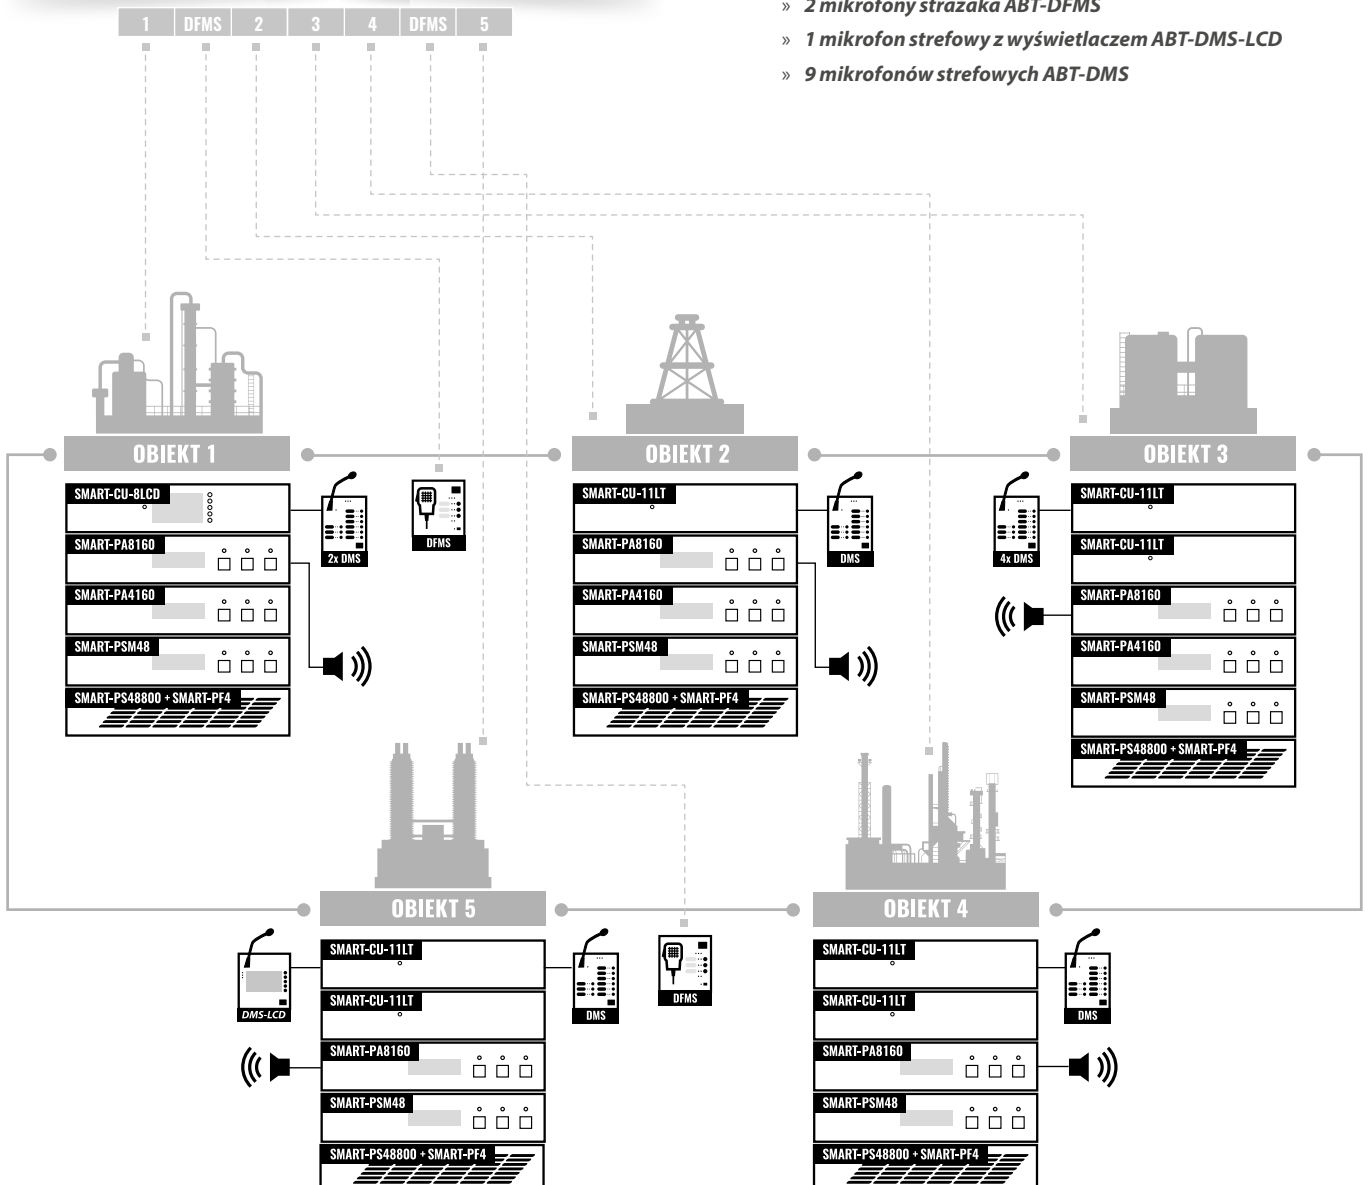 » 2 mikrofony strażaka ABT-DFMS
» 1 mikrofon strefowy z wyświetlaczem ABT-DMS-LCD
» 9 mikrofonów strefowych ABT-DMS
1 DFMS 2 3 4 DFMS 5
OBIEKT 1
SMART-CU-8LCD
SMART-PA8160
SMART-PA4160
SMART-PSM48
SMART-PS48800 + SMART-PF4
2x DMS
DFMS
OBIEKT 2
SMART-CU-11LT
SMART-PA8160
SMART-PA4160
SMART-PSM48
SMART-PS48800 + SMART-PF4
DMS
OBIEKT 3
4x DMS
SMART-CU-11LT
SMART-CU-11LT
SMART-PA8160
SMART-PA4160
SMART-PSM48
SMART-PS48800 + SMART-PF4
OBIEKT 5
DMS-LCD
SMART-CU-11LT
SMART-CU-11LT
SMART-PA8160
SMART-PSM48
SMART-PS48800 + SMART-PF4
DMS
DFMS
OBIEKT 4
SMART-CU-11LT
SMART-CU-11LT
SMART-PA8160
SMART-PSM48
SMART-PS48800 + SMART-PF4
DMS